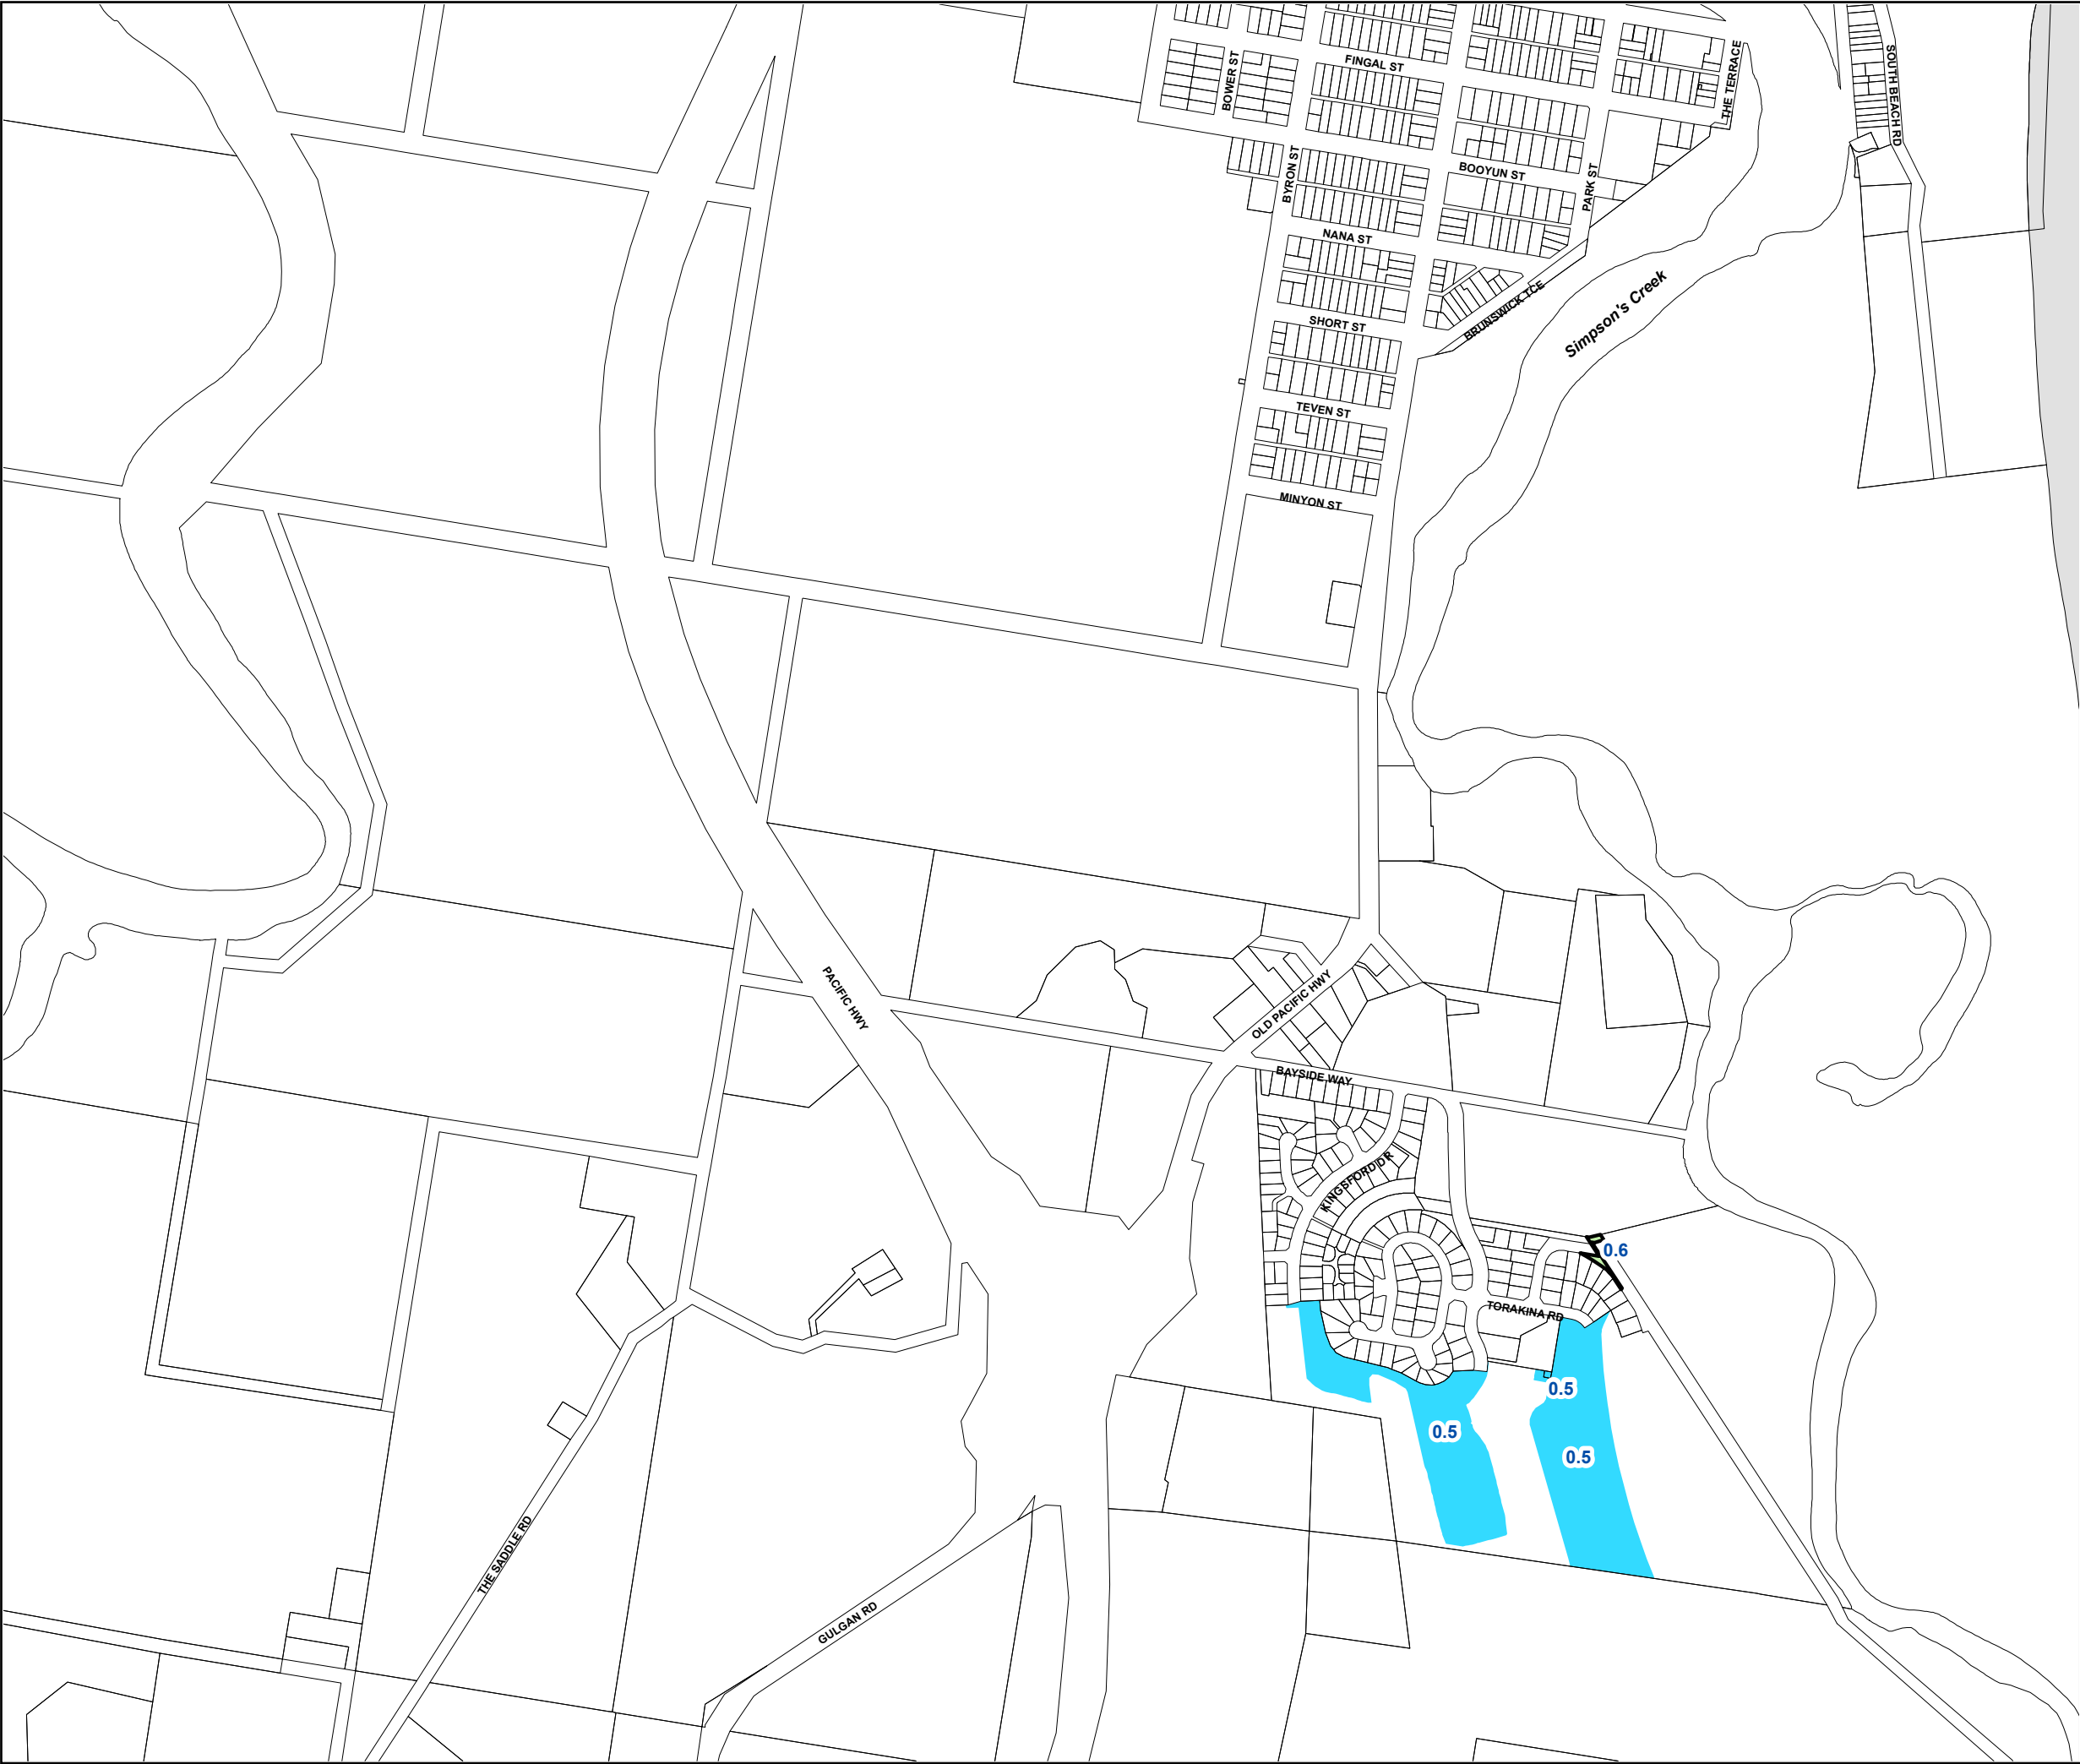 SOUTH BEACH RD
THE TERRACE
FINGAL ST
BOWER ST
BOOYUN ST
BYRON ST
PARK ST
NANA ST
Simpson's Creek
BRUNSWICK TCE
SHORT ST
TEVEN ST
MINYON ST
PACIFIC HWY
OLD PACIFIC HWY
BAYSIDE WAY
KINGSFORD DR
0.6
TORAKINA RD
0.5
0.5
0.5
THE SADDLE RD
GULGAN RD